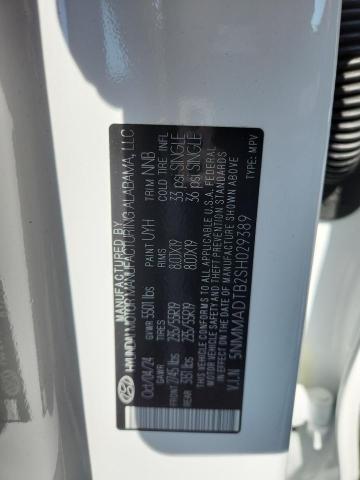 MANUFACTURED BY
HYUNDAI MOTOR MANUFACTURING ALABAMA, LLC
Oct/04/24 GVWR 5501 lbs PAINT UYH TRIM NNB
GAWR TIRES RIMS COLD TIRE INFL
FRONT 2745 lbs 235/55R19 8.0JX19 33 psi SINGLE
REAR 3131 lbs 235/55R19 8.0JX19 36 psi SINGLE
THIS VEHICLE CONFORMS TO ALL APPLICABLE U.S.A. FEDERAL
MOTOR VEHICLE SAFETY AND THEFT PREVENTION
STANDARDS IN EFFECT ON THE DATE OF MANUFACTURE SHOWN ABOVE
V.I.N 5NMMADTB2SH029389 TYPE: MPV